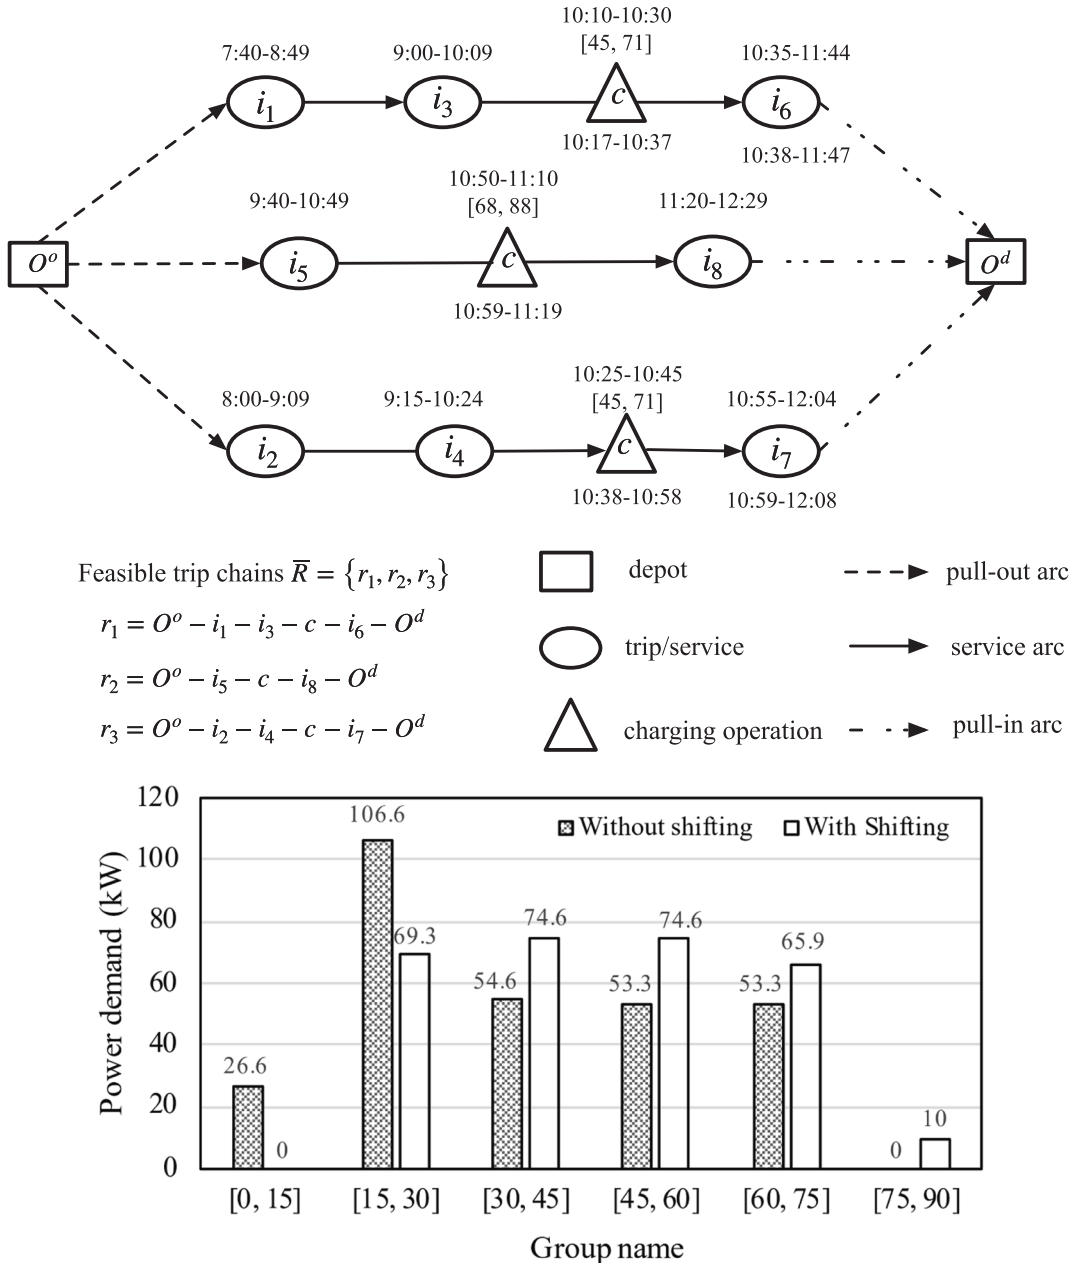 10:10-10:30
7:40-8:49 9:00-10:09 [45, 71] 10:35-11:44
i₁ i₃ c i₆
10:17-10:37 10:38-11:47
10:50-11:10
9:40-10:49 [68, 88] 11:20-12:29
Oᵒ i₅ c i₈ Oᵈ
10:59-11:19
10:25-10:45
8:00-9:09 9:15-10:24 [45, 71] 10:55-12:04
i₂ i₄ c i₇
10:38-10:58 10:59-12:08
Feasible trip chains R̅ = {r₁, r₂, r₃}
r₁ = Oᵒ − i₁ − i₃ − c − i₆ − Oᵈ
r₂ = Oᵒ − i₅ − c − i₈ − Oᵈ
r₃ = Oᵒ − i₂ − i₄ − c − i₇ − Oᵈ
depot pull-out arc
trip/service service arc
charging operation pull-in arc
Power demand (kW)
120
100
80
60
40
20
0
Without shifting With Shifting
26.6 0
106.6 69.3
54.6 74.6
53.3 74.6
53.3 65.9
0 10
[0, 15] [15, 30] [30, 45] [45, 60] [60, 75] [75, 90]
Group name